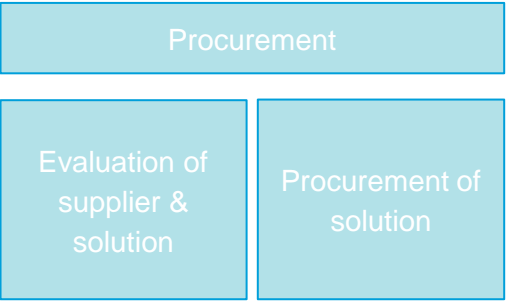 Procurement
Evaluation of
supplier &
solution
Procurement of
solution